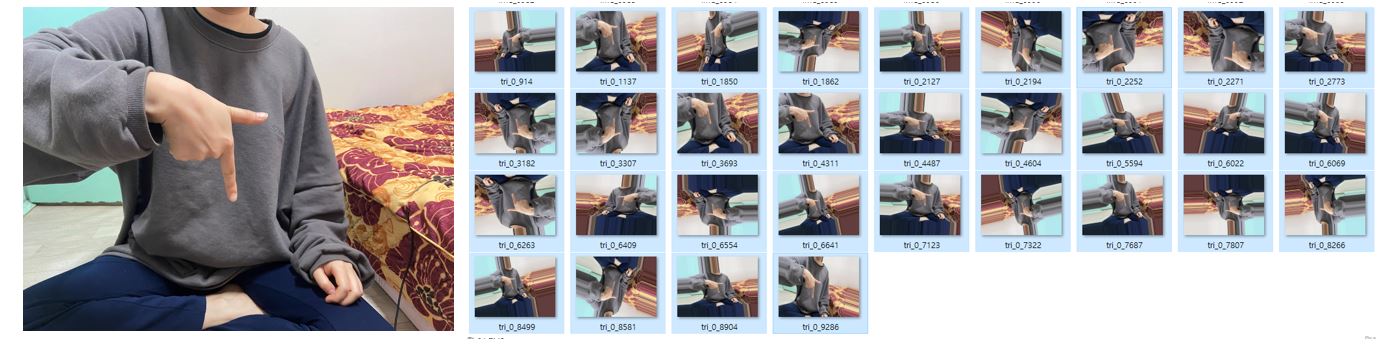 tri_0_914 tri_0_1137 tri_0_1850 tri_0_1862 tri_0_2127 tri_0_2194 tri_0_2252 tri_0_2271 tri_0_2773
tri_0_3182 tri_0_3307 tri_0_3693 tri_0_4311 tri_0_4487 tri_0_4604 tri_0_5594 tri_0_6022 tri_0_6069
tri_0_6263 tri_0_6409 tri_0_6554 tri_0_6641 tri_0_7123 tri_0_7322 tri_0_7687 tri_0_7807 tri_0_8266
tri_0_8499 tri_0_8581 tri_0_8904 tri_0_9286